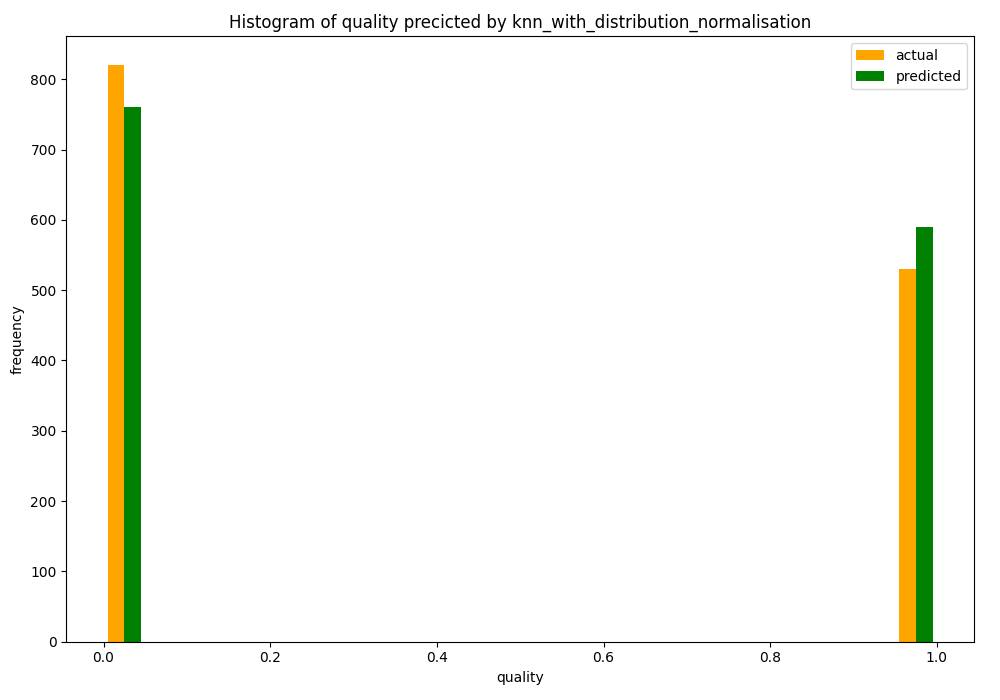 Histogram of quality precicted by knn_with_distribution_normalisation
actual
predicted
frequency
800
700
600
500
400
300
200
100
0
0.0 0.2 0.4 0.6 0.8 1.0
quality